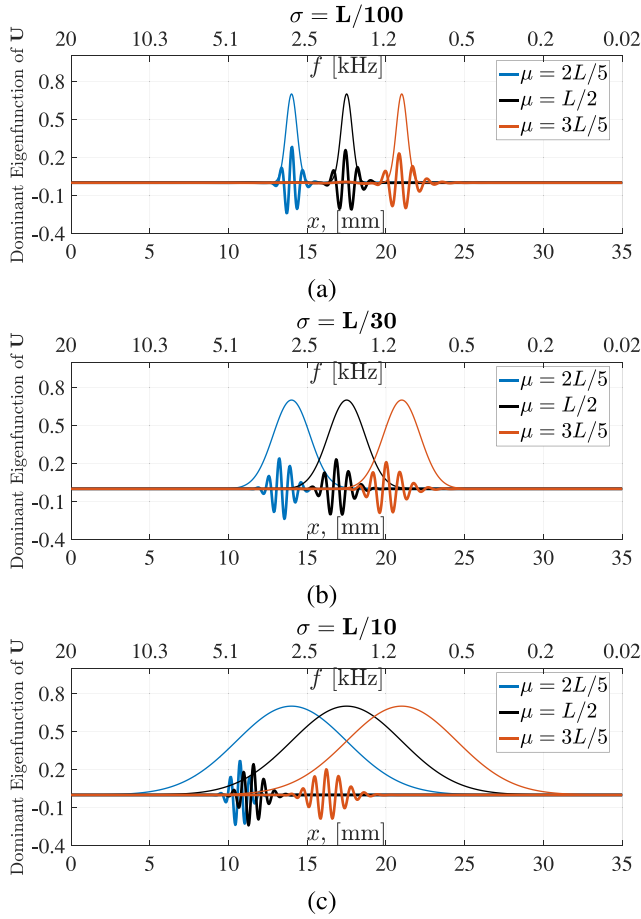 σ = L/100
20 10.3 5.1 2.5 1.2 0.5 0.2 0.02
f [kHz]
Dominant Eigenfunction of U
0.8
0.5
0.2
-0.1
-0.4
μ = 2L/5
μ = L/2
μ = 3L/5
x, [mm]
0 5 10 15 20 25 30 35
(a)
σ = L/30
20 10.3 5.1 2.5 1.2 0.5 0.2 0.02
f [kHz]
Dominant Eigenfunction of U
0.8
0.5
0.2
-0.1
-0.4
μ = 2L/5
μ = L/2
μ = 3L/5
x, [mm]
0 5 10 15 20 25 30 35
(b)
σ = L/10
20 10.3 5.1 2.5 1.2 0.5 0.2 0.02
f [kHz]
Dominant Eigenfunction of U
0.8
0.5
0.2
-0.1
-0.4
μ = 2L/5
μ = L/2
μ = 3L/5
x, [mm]
0 5 10 15 20 25 30 35
(c)